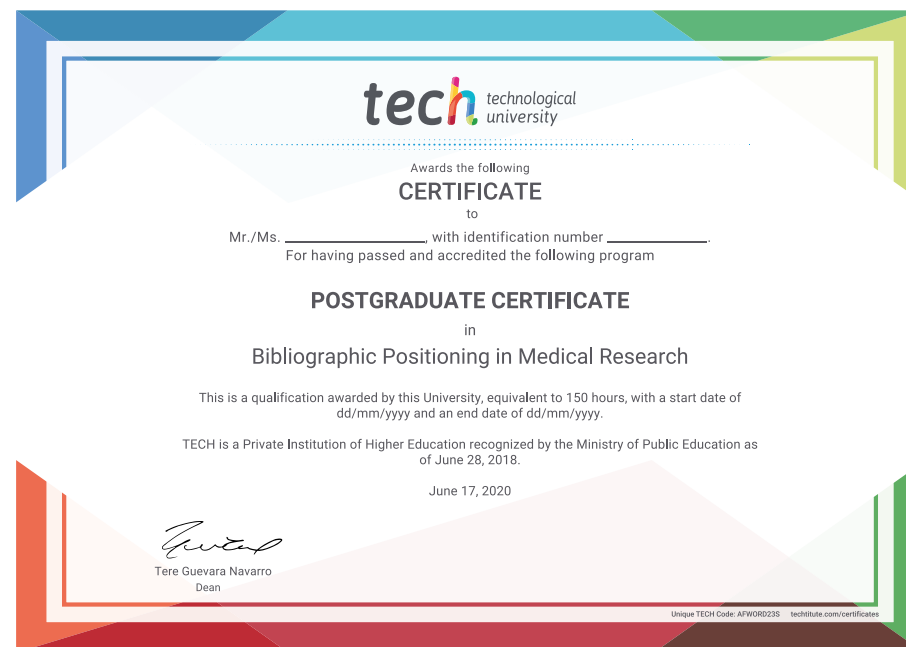 tech technological
university
Awards the following
CERTIFICATE
to
Mr./Ms. ________________, with identification number ____________.
For having passed and accredited the following program
POSTGRADUATE CERTIFICATE
in
Bibliographic Positioning in Medical Research
This is a qualification awarded by this University, equivalent to 150 hours, with a start date of
dd/mm/yyyy and an end date of dd/mm/yyyy.
TECH is a Private Institution of Higher Education recognized by the Ministry of Public Education as
of June 28, 2018.
June 17, 2020
Tere Guevara Navarro
Dean
Unique TECH Code: AFWORD23S techtitute.com/certificates